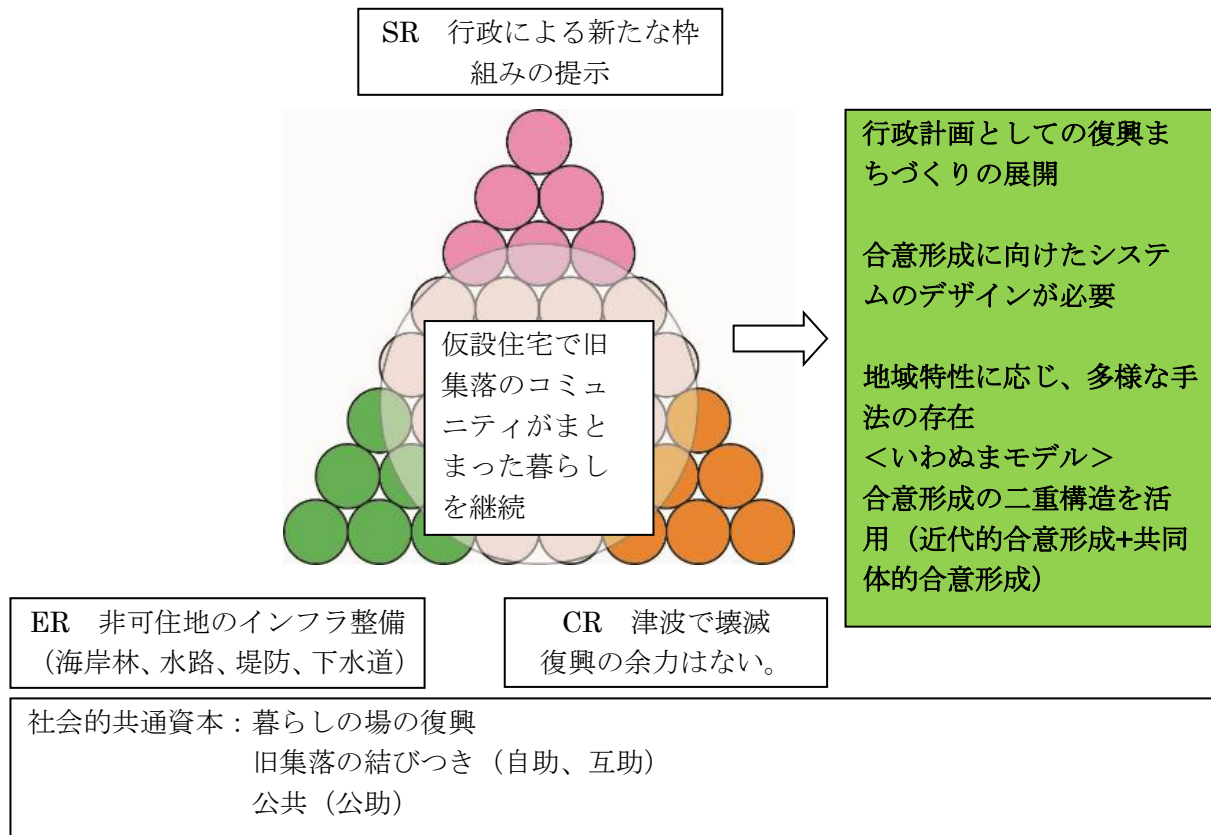 SR 行政による新たな枠
組みの提示
行政計画としての復興ま
ちづくりの展開
合意形成に向けたシステ
ムのデザインが必要
地域特性に応じ、多様な手
法の存在
＜いわぬまモデル＞
合意形成の二重構造を活
用（近代的合意形成+共同
体的合意形成）
仮設住宅で旧
集落のコミュ
ニティがまと
まった暮らし
を継続
ER 非可住地のインフラ整備
（海岸林、水路、堤防、下水道）
CR 津波で壊滅
復興の余力はない。
社会的共通資本：暮らしの場の復興
旧集落の結びつき（自助、互助）
公共（公助）